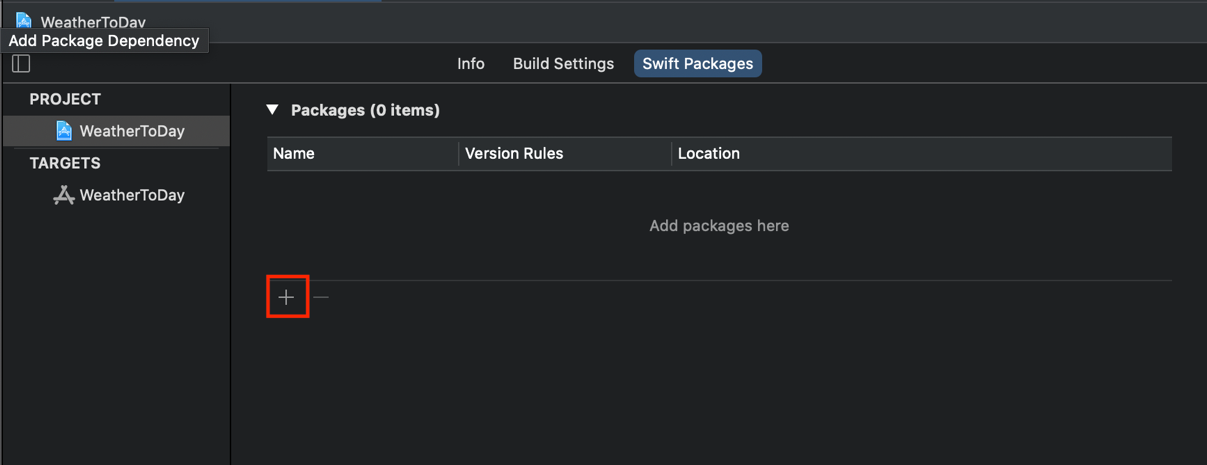 WeatherToDay
Add Package Dependency
Info Build Settings Swift Packages
PROJECT
WeatherToDay
TARGETS
WeatherToDay
Packages (0 items)
Name Version Rules Location
Add packages here